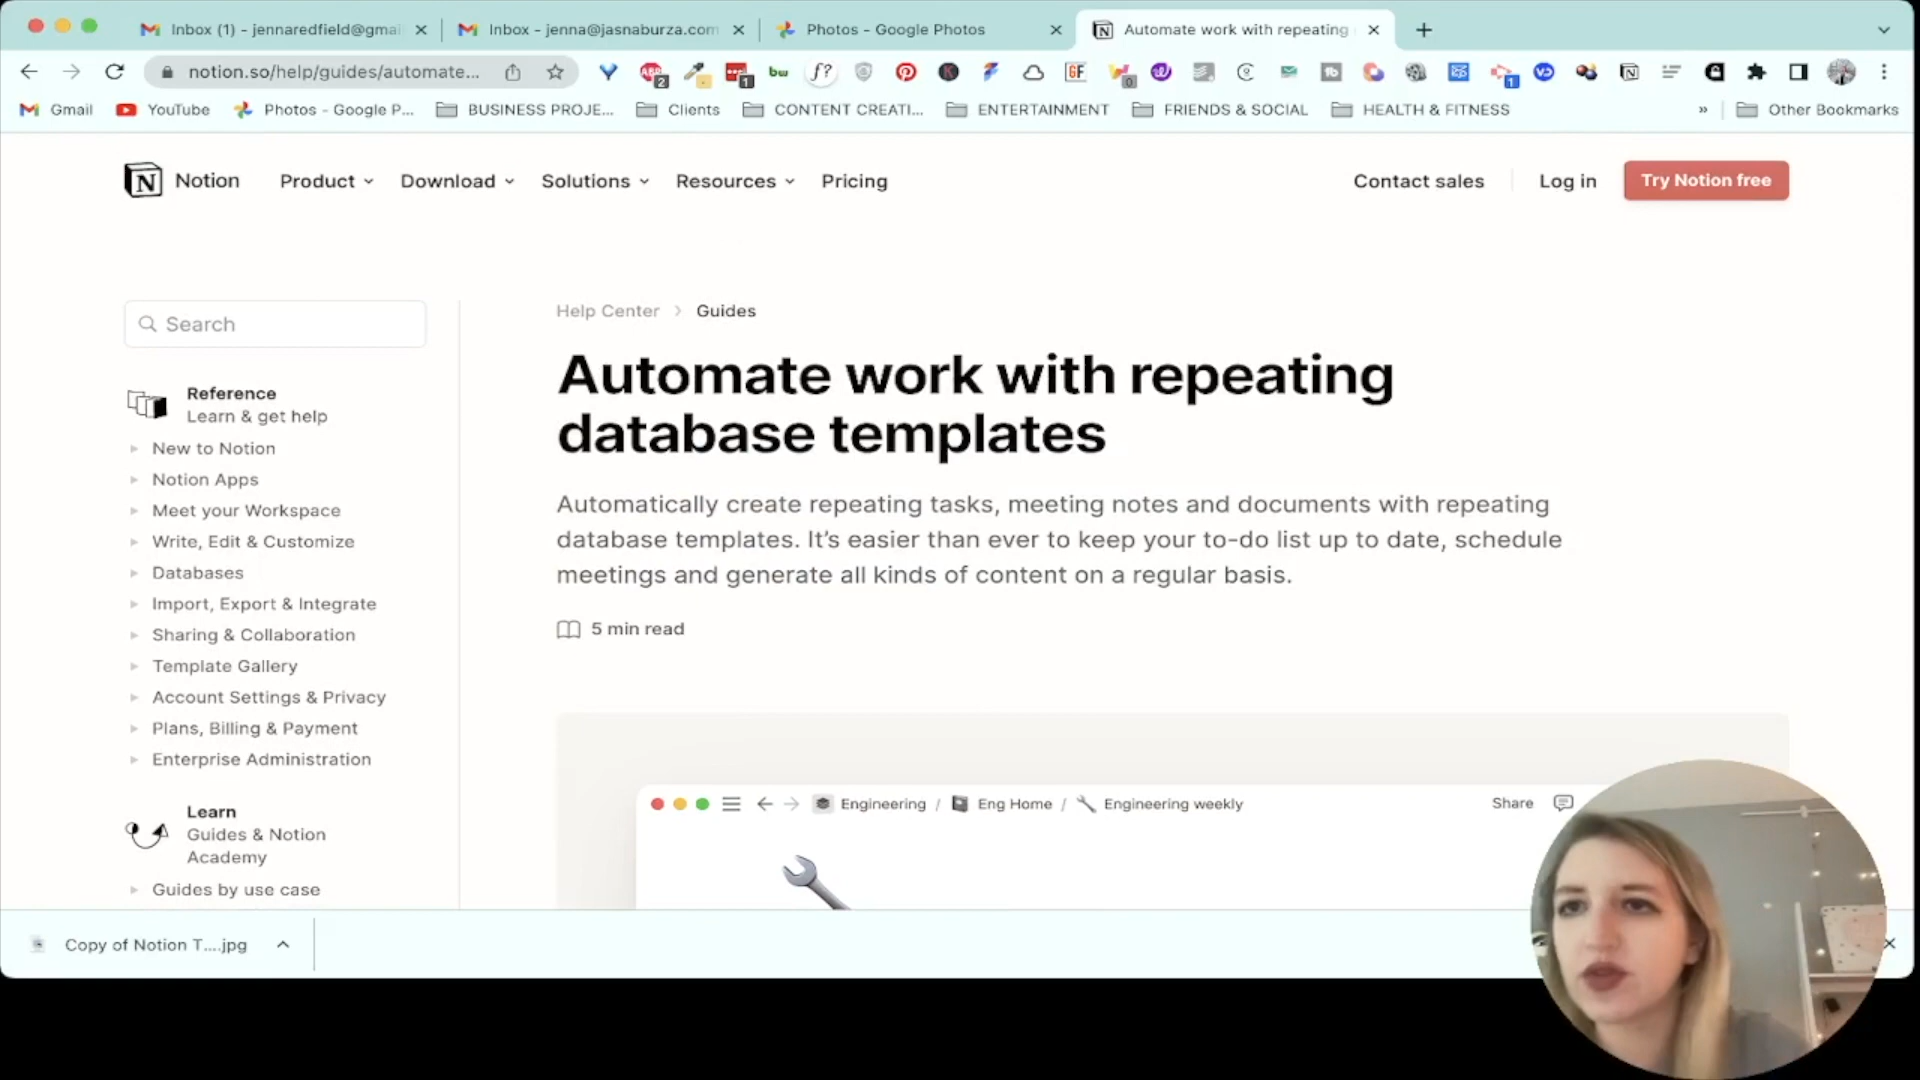 Inbox (1) - jennaredfield@gmai
Inbox - jenna@jasnaburza.com
Photos - Google Photos
Automate work with repeating
notion.so/help/guides/automate...
Gmail
YouTube
Photos - Google P...
BUSINESS PROJE...
Clients
CONTENT CREATI...
ENTERTAINMENT
FRIENDS & SOCIAL
HEALTH & FITNESS
»
Other Bookmarks
Notion
Product
Download
Solutions
Resources
Pricing
Contact sales
Log in
Try Notion free
Search
Reference
Learn & get help
New to Notion
Notion Apps
Meet your Workspace
Write, Edit & Customize
Databases
Import, Export & Integrate
Sharing & Collaboration
Template Gallery
Account Settings & Privacy
Plans, Billing & Payment
Enterprise Administration
Learn
Guides & Notion
Academy
Guides by use case
Help Center > Guides
Automate work with repeating
database templates
Automatically create repeating tasks, meeting notes and documents with repeating
database templates. It’s easier than ever to keep your to-do list up to date, schedule
meetings and generate all kinds of content on a regular basis.
5 min read
Engineering / Eng Home / Engineering weekly
Share
Copy of Notion T....jpg